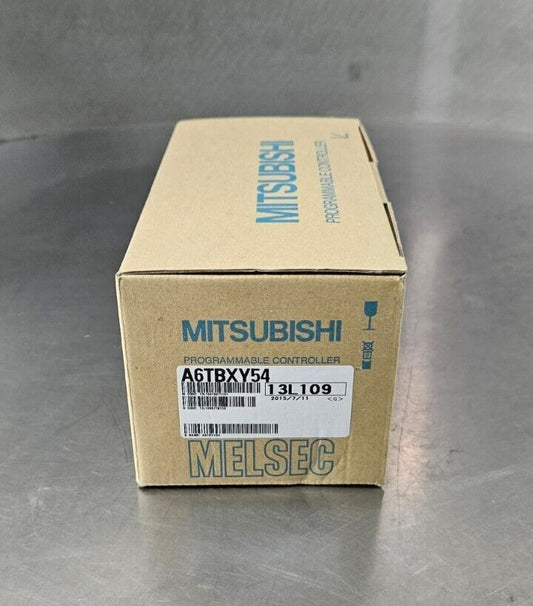 MITSUBISHI
PROGRAMMABLE CONTROLLER
MITSUBISHI
PROGRAMMABLE CONTROLLER
A6TBXY54
13L109
2015/7/11 <G>
MELSEC